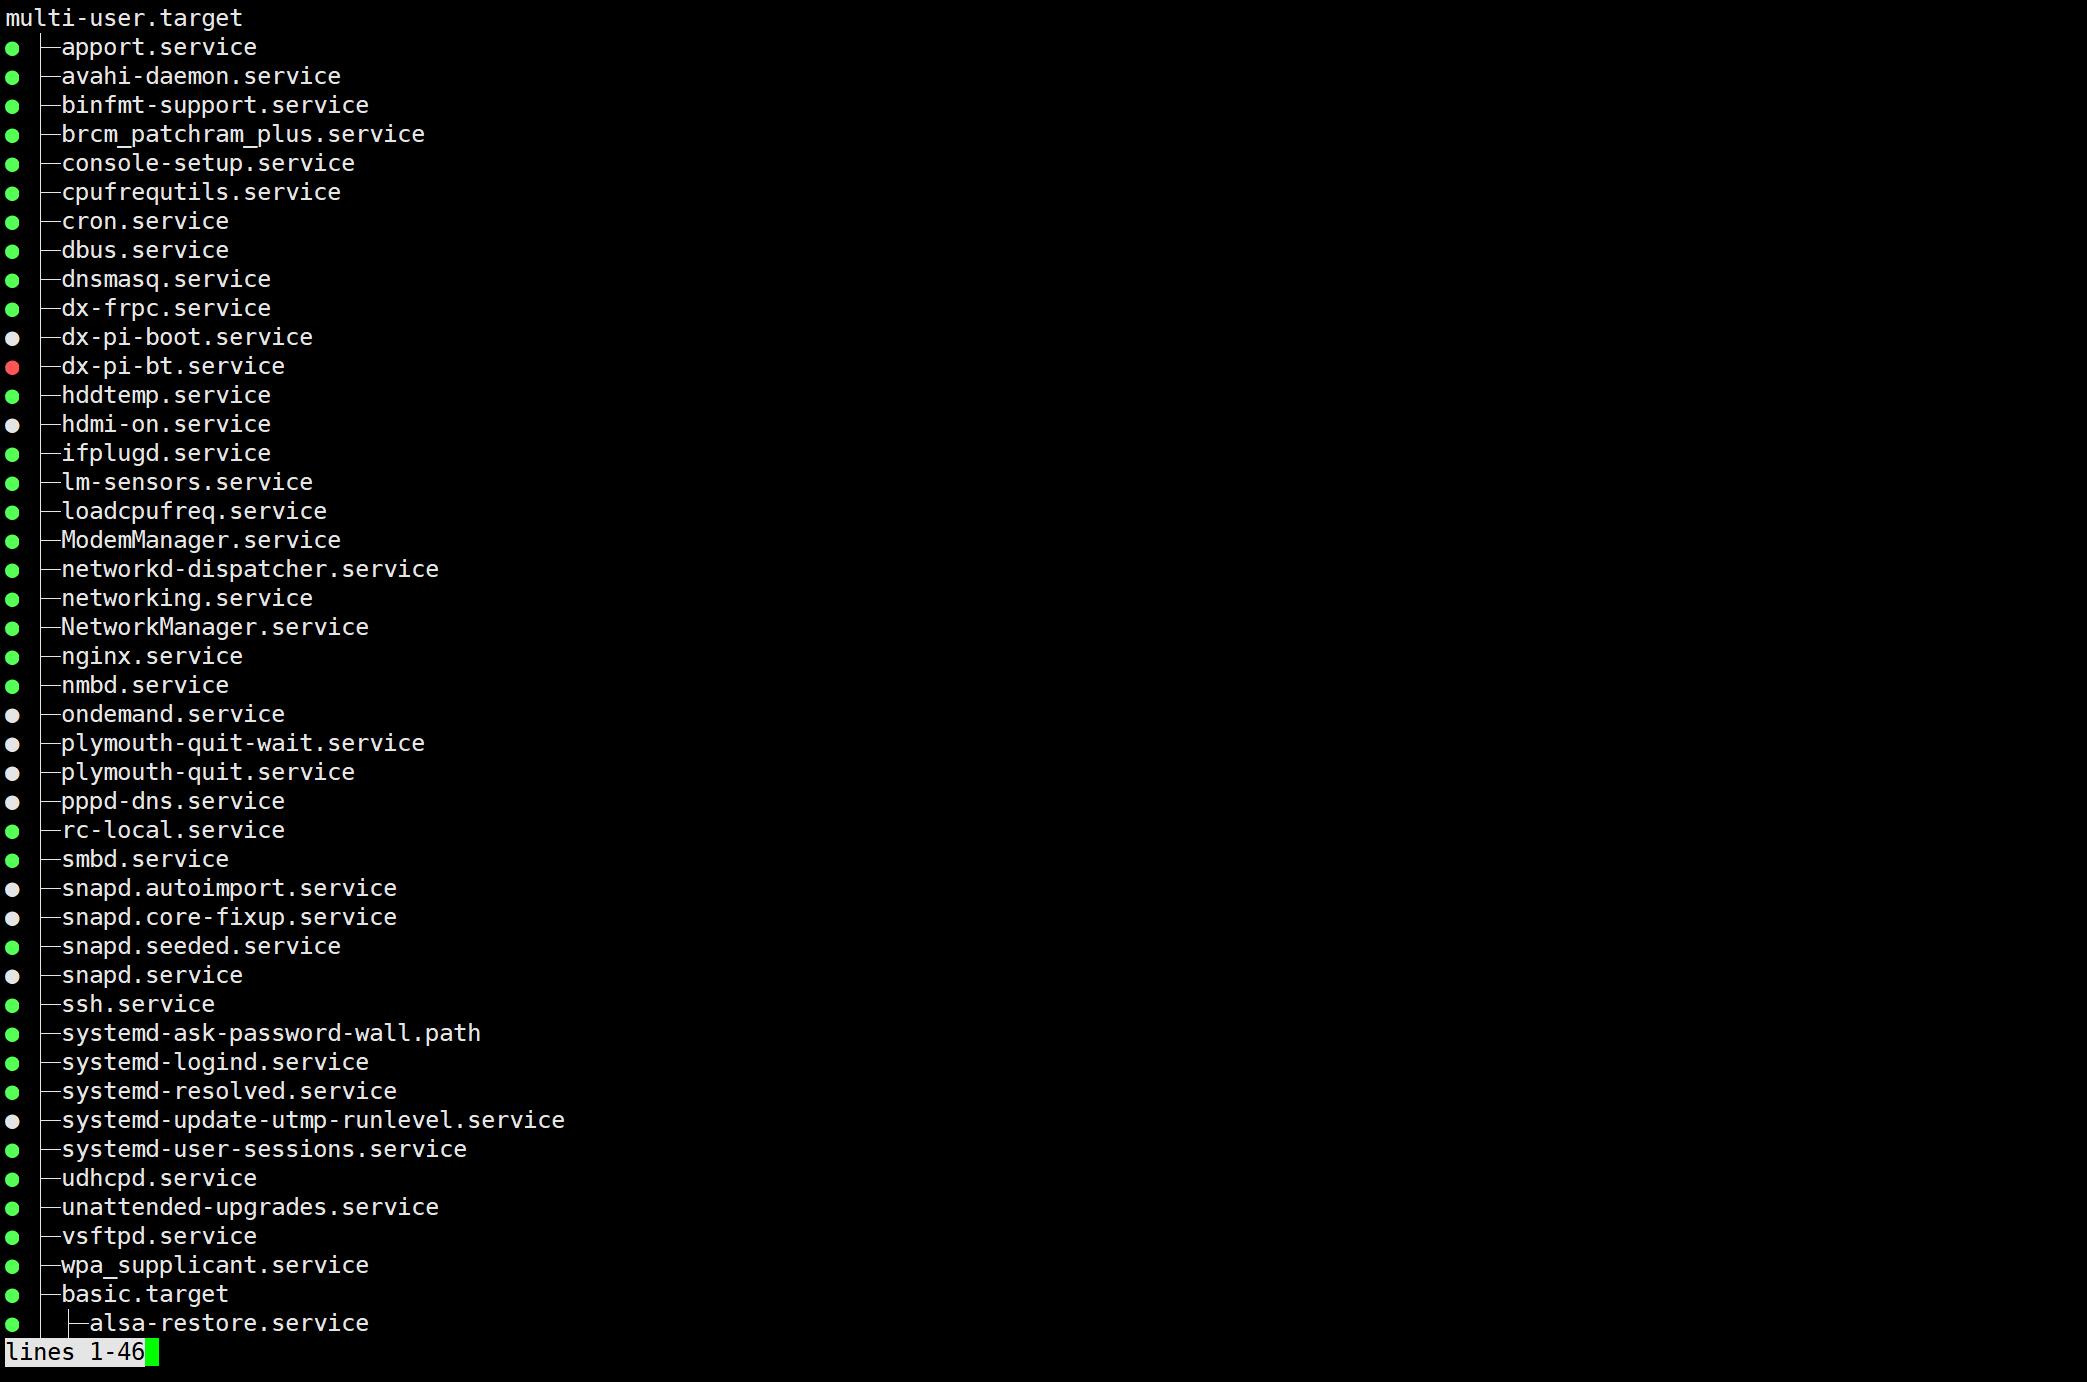 multi-user.target
● ├─apport.service
● ├─avahi-daemon.service
● ├─binfmt-support.service
● ├─brcm_patchram_plus.service
● ├─console-setup.service
● ├─cpufrequtils.service
● ├─cron.service
● ├─dbus.service
● ├─dnsmasq.service
● ├─dx-frpc.service
● ├─dx-pi-boot.service
● ├─dx-pi-bt.service
● ├─hddtemp.service
● ├─hdmi-on.service
● ├─ifplugd.service
● ├─lm-sensors.service
● ├─loadcpufreq.service
● ├─ModemManager.service
● ├─networkd-dispatcher.service
● ├─networking.service
● ├─NetworkManager.service
● ├─nginx.service
● ├─nmbd.service
● ├─ondemand.service
● ├─plymouth-quit-wait.service
● ├─plymouth-quit.service
● ├─pppd-dns.service
● ├─rc-local.service
● ├─smbd.service
● ├─snapd.autoimport.service
● ├─snapd.core-fixup.service
● ├─snapd.seeded.service
● ├─snapd.service
● ├─ssh.service
● ├─systemd-ask-password-wall.path
● ├─systemd-logind.service
● ├─systemd-resolved.service
● ├─systemd-update-utmp-runlevel.service
● ├─systemd-user-sessions.service
● ├─udhcpd.service
● ├─unattended-upgrades.service
● ├─vsftpd.service
● ├─wpa_supplicant.service
● ├─basic.target
● │ ├─alsa-restore.service
lines 1-46